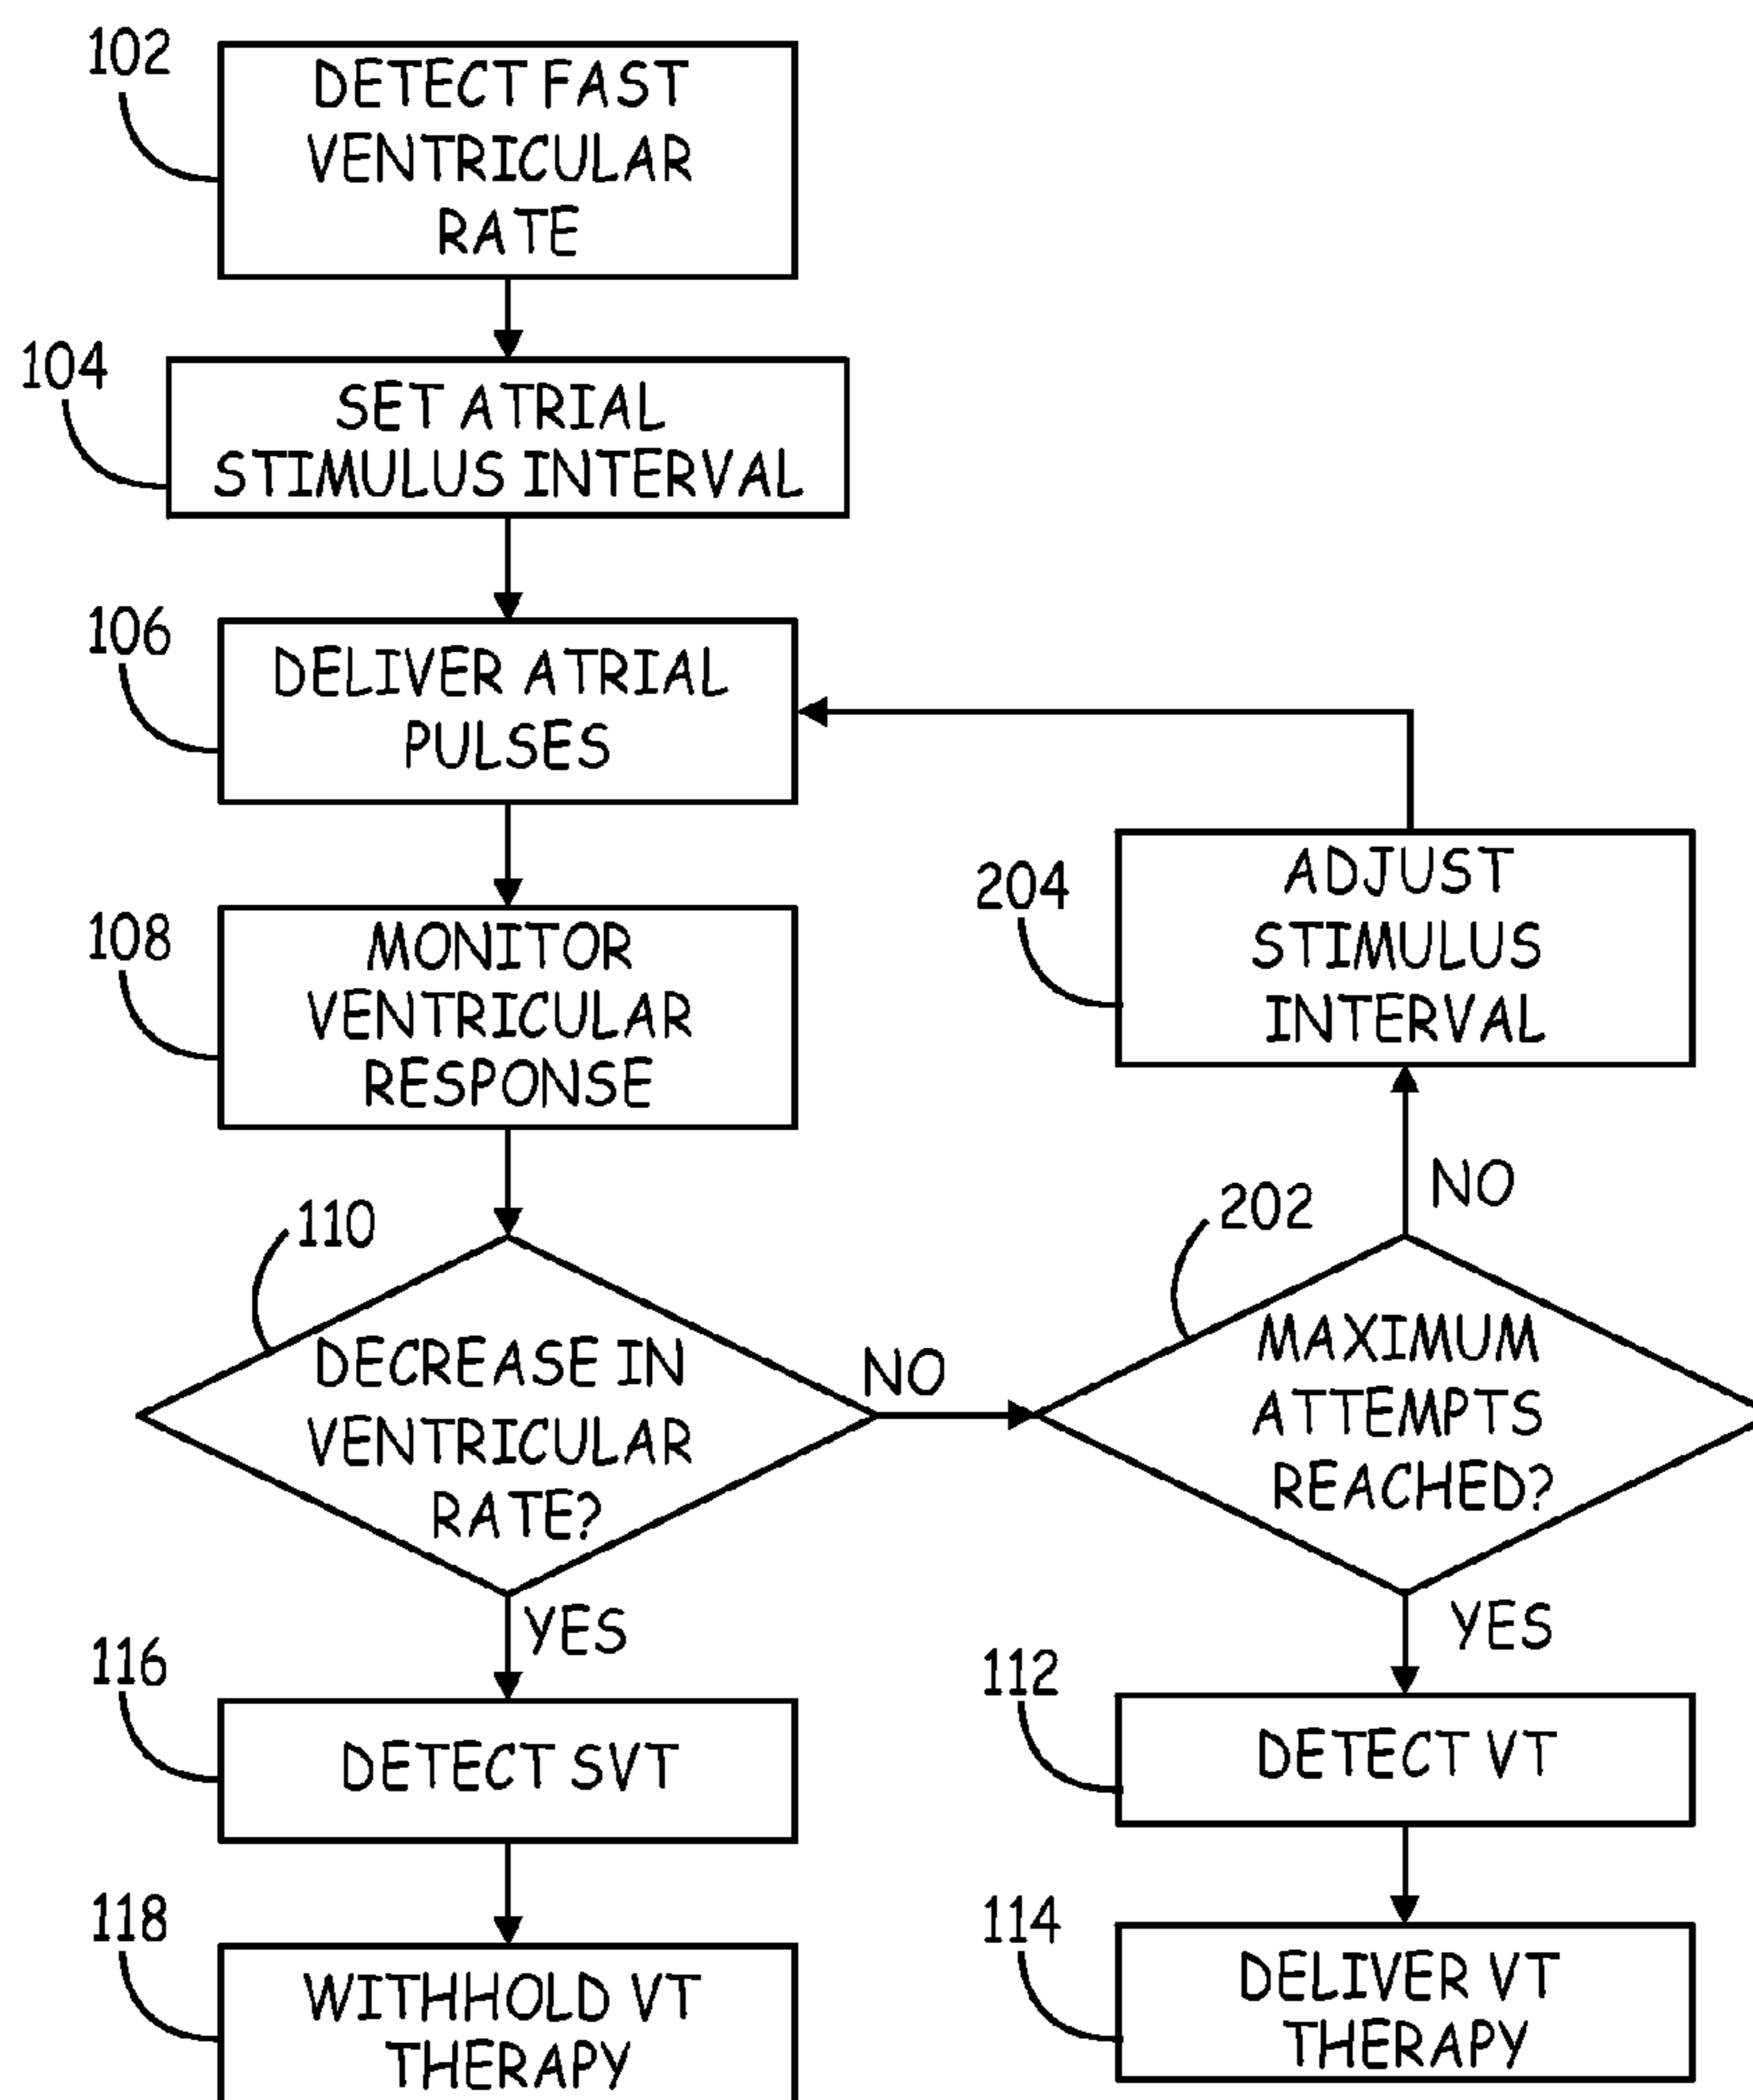 102
DETECT FAST
VENTRICULAR
RATE
104
SET ATRIAL
STIMULUS INTERVAL
106
DELIVER ATRIAL
PULSES
108
MONITOR
VENTRICULAR
RESPONSE
204
ADJUST
STIMULUS
INTERVAL
110
DECREASE IN
VENTRICULAR
RATE?
NO
202
NO
MAXIMUM
ATTEMPTS
REACHED?
YES
YES
116
DETECT SVT
112
DETECT VT
118
WITHHOLD VT
THERAPY
114
DELIVER VT
THERAPY